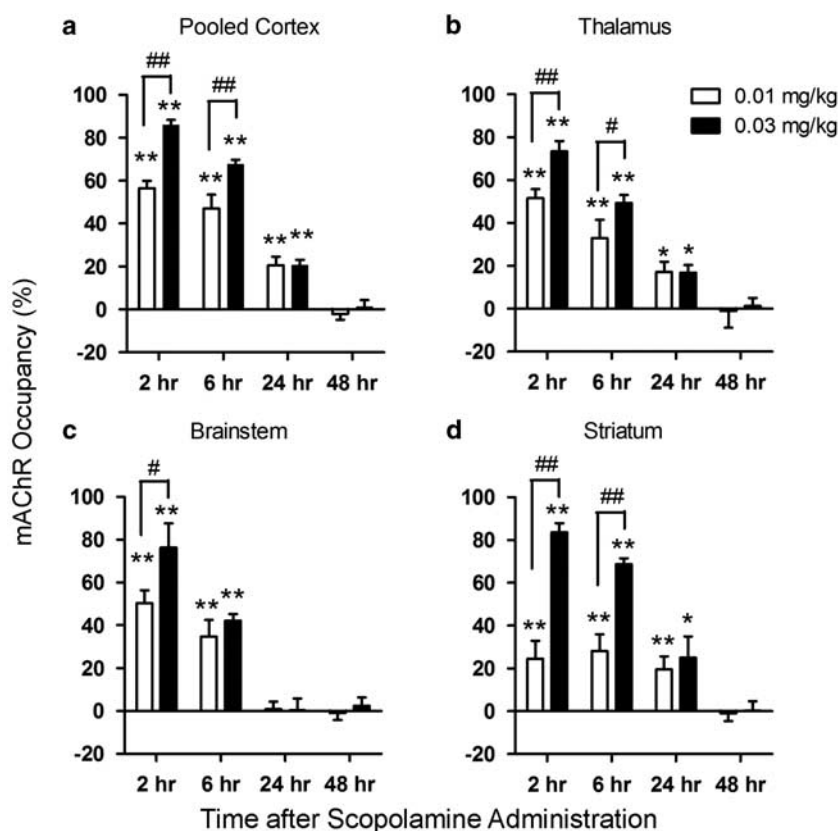 a Pooled Cortex
b Thalamus
0.01 mg/kg
0.03 mg/kg
mAChR Occupancy (%)
## ##
** ** ** ** ** **
100
80
60
40
20
0
-20
2 hr 6 hr 24 hr 48 hr
## #
** ** ** ** * *
100
80
60
40
20
0
-20
2 hr 6 hr 24 hr 48 hr
c Brainstem
#
** ** ** **
100
80
60
40
20
0
-20
2 hr 6 hr 24 hr 48 hr
d Striatum
## ##
** ** ** ** ** *
100
80
60
40
20
0
-20
2 hr 6 hr 24 hr 48 hr
Time after Scopolamine Administration